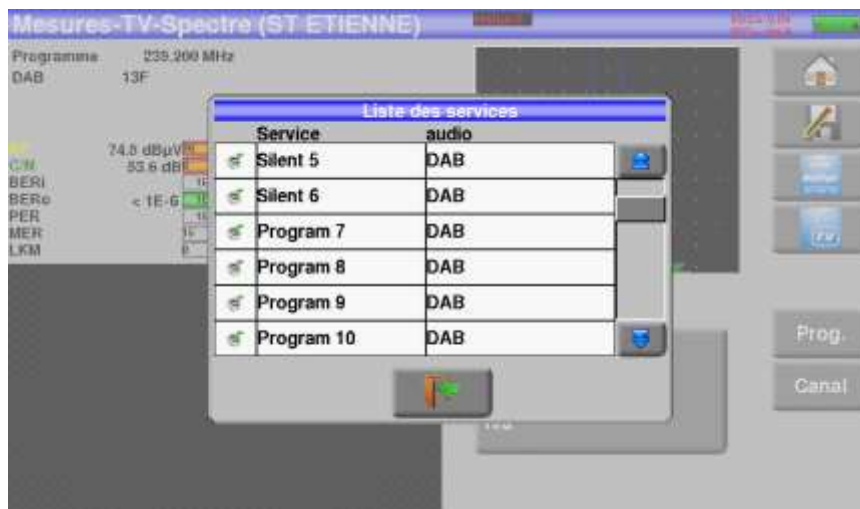 Mesures-TV-Spectre (ST ETIENNE)
Programme 239.200 MHz
DAB 13F
Liste des services
Service audio
Silent 5 DAB
Silent 6 DAB
Program 7 DAB
Program 8 DAB
Program 9 DAB
Program 10 DAB
74.8 dBµV
C/N 53.6 dB
BERi
BERo < 1E-6
PER
MER
LKM
Prog.
Canal